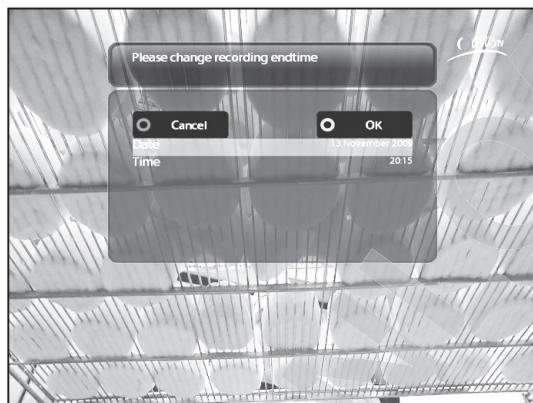 Please change recording endtime
Cancel
OK
Date 13.November 2009
Time 20:15